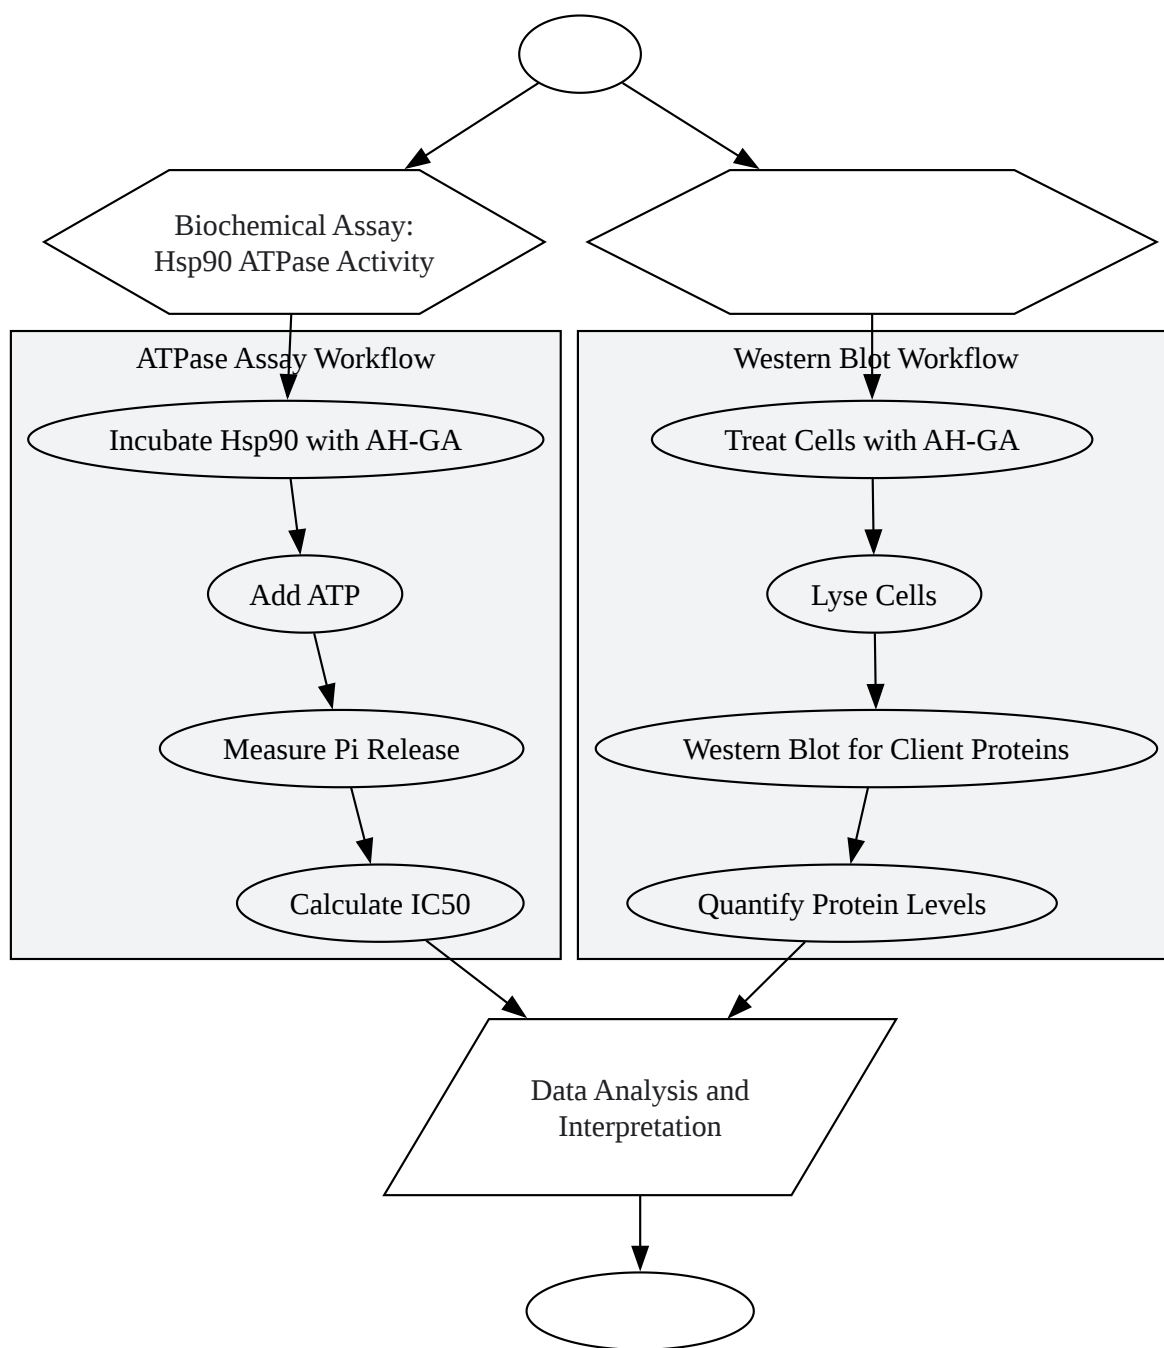 Biochemical Assay:
Hsp90 ATPase Activity
ATPase Assay Workflow
Incubate Hsp90 with AH-GA
Add ATP
Measure Pi Release
Calculate IC50
Western Blot Workflow
Treat Cells with AH-GA
Lyse Cells
Western Blot for Client Proteins
Quantify Protein Levels
Data Analysis and
Interpretation